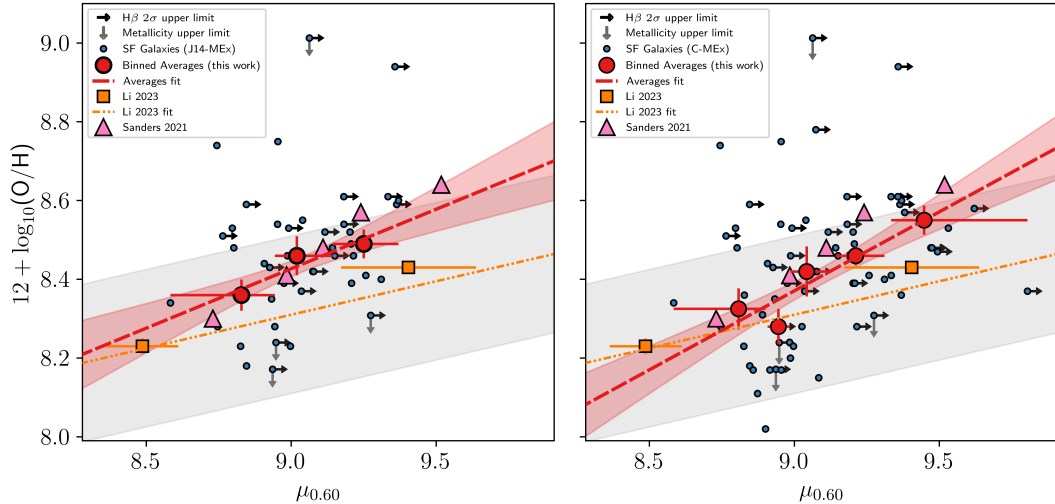 Hβ 2σ upper limit
Metallicity upper limit
SF Galaxies (J14-MEx)
Binned Averages (this work)
Averages fit
Li 2023
Li 2023 fit
Sanders 2021
Hβ 2σ upper limit
Metallicity upper limit
SF Galaxies (C-MEx)
Binned Averages (this work)
Averages fit
Li 2023
Li 2023 fit
Sanders 2021
9.0
8.8
8.6
8.4
8.2
8.0
12 + log₁₀(O/H)
8.5 9.0 9.5
8.5 9.0 9.5
μ₀.₆₀
μ₀.₆₀